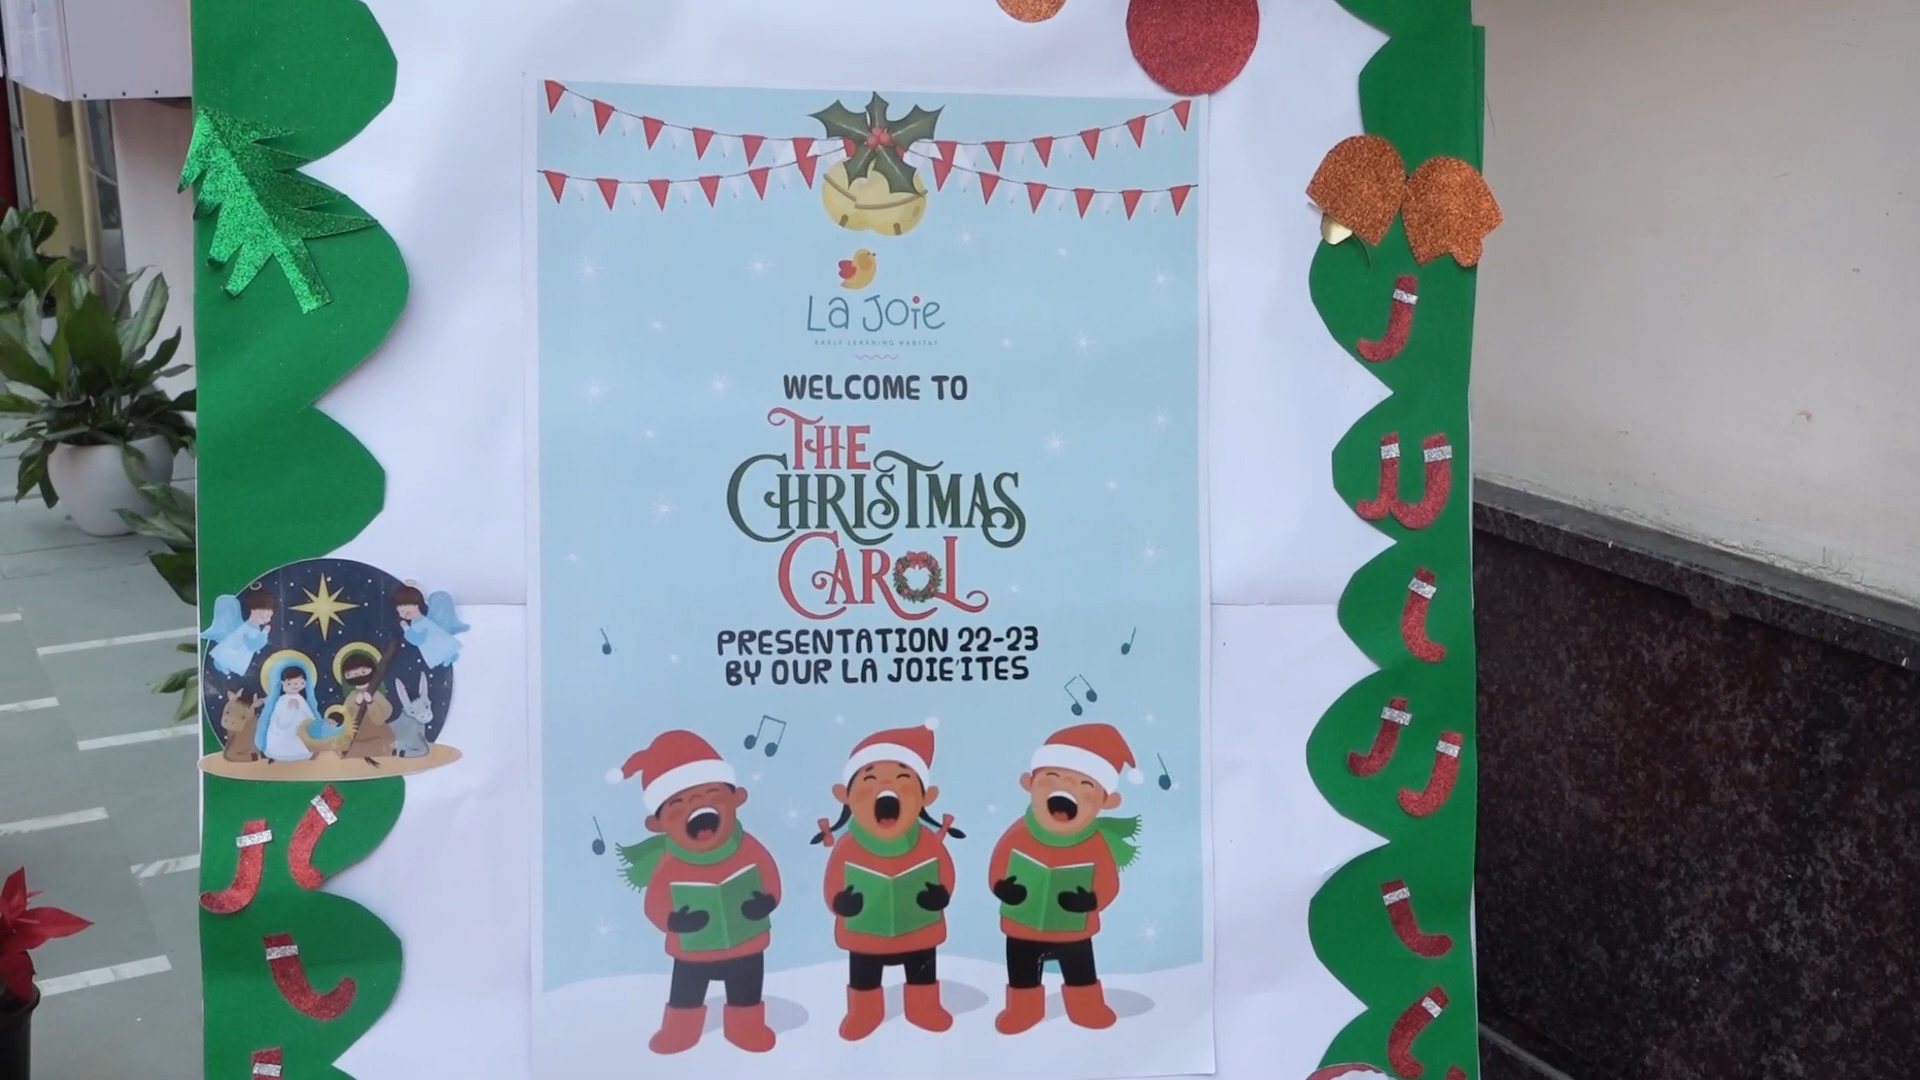 La Joie
EARLY LEARNING HABITAT
WELCOME TO
THE
CHRISTMAS
CAROL
PRESENTATION 22-23
BY OUR LA JOIE'ITES